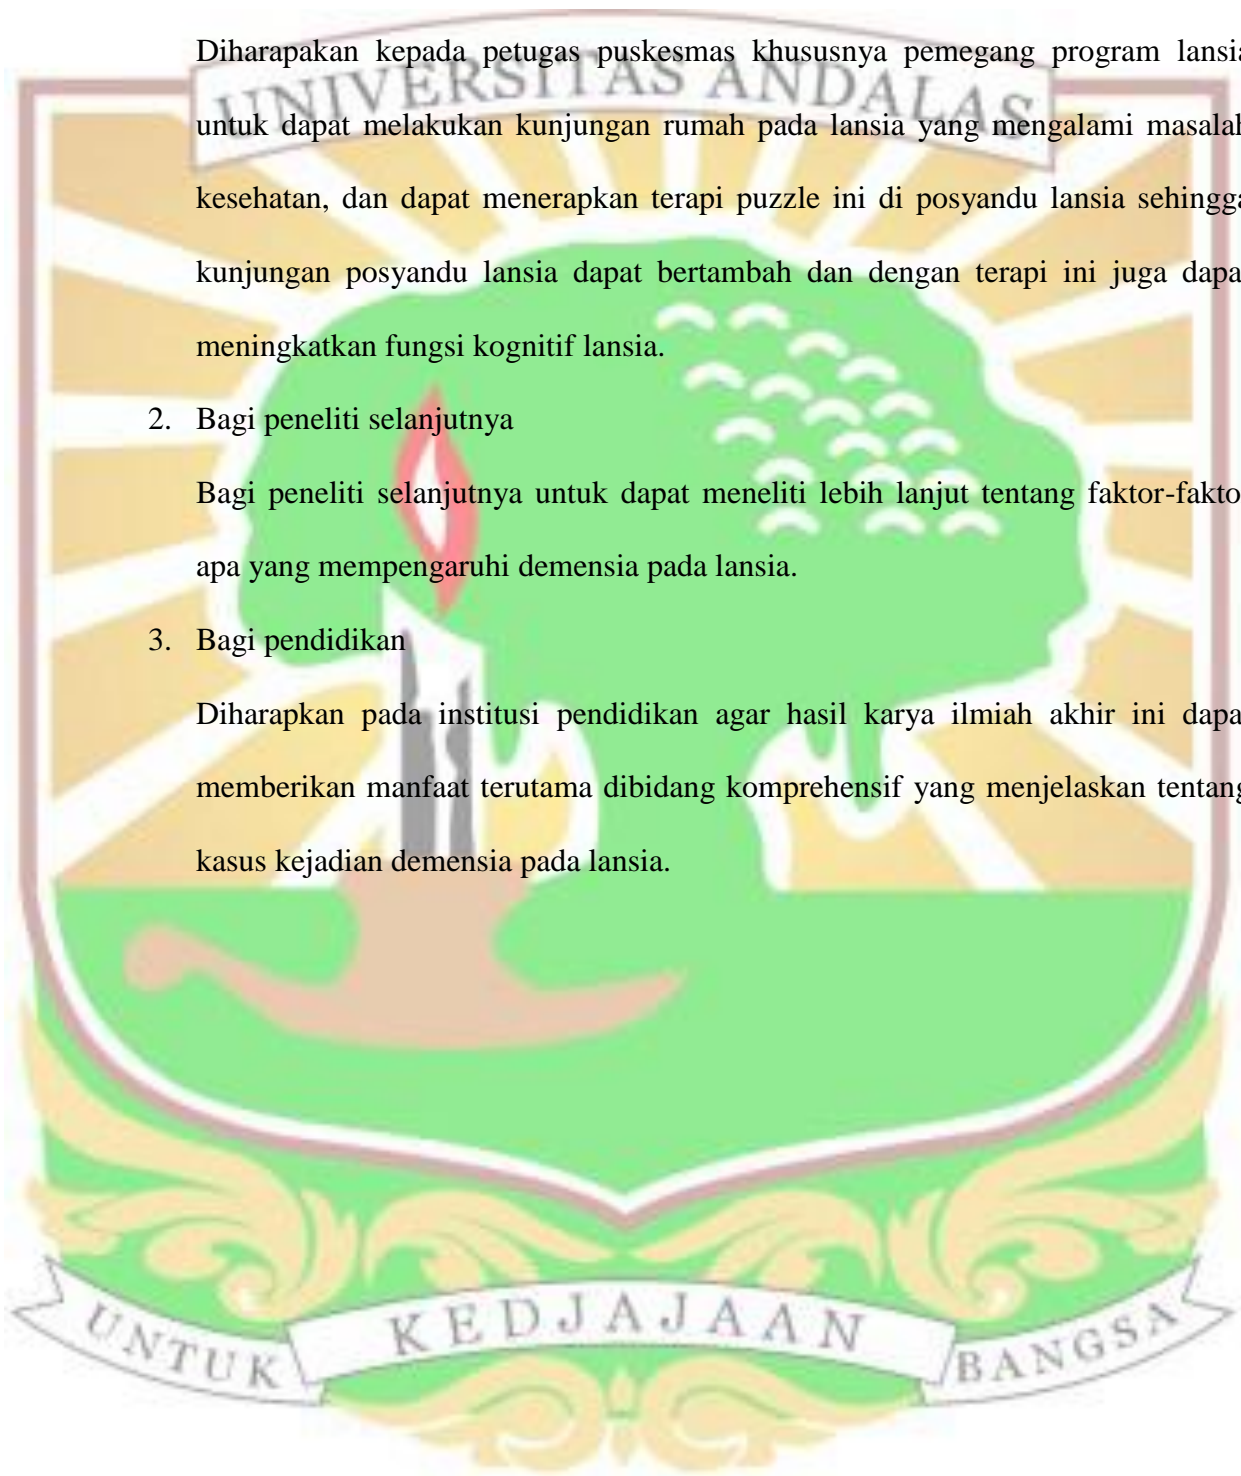 Diharapakan kepada petugas puskesmas khususnya pemegang program lansia
UNIVERSITAS ANDALAS
untuk dapat melakukan kunjungan rumah pada lansia yang mengalami masalah
kesehatan, dan dapat menerapkan terapi puzzle ini di posyandu lansia sehingga
kunjungan posyandu lansia dapat bertambah dan dengan terapi ini juga dapa
meningkatkan fungsi kognitif lansia.
2. Bagi peneliti selanjutnya
Bagi peneliti selanjutnya untuk dapat meneliti lebih lanjut tentang faktor-fakto
apa yang mempengaruhi demensia pada lansia.
3. Bagi pendidikan
Diharapkan pada institusi pendidikan agar hasil karya ilmiah akhir ini dapa
memberikan manfaat terutama dibidang komprehensif yang menjelaskan tentang
kasus kejadian demensia pada lansia.
UNTUK KEDJAJAAN BANGSA